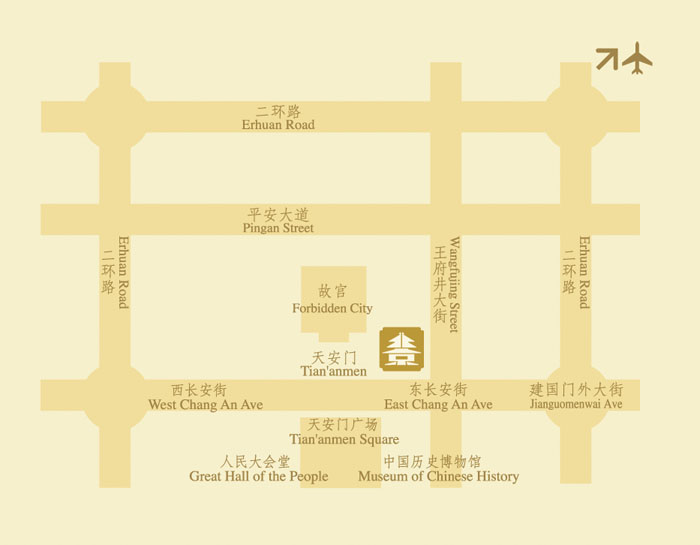 二环路
Erhuan Road
平安大道
Pingan Street
二环路
Erhuan Road
王府井大街
Wangfujing Street
二环路
Erhuan Road
故宫
Forbidden City
天安门
Tian'anmen
西长安街
West Chang An Ave
东长安街
East Chang An Ave
建国门外大街
Jianguomenwai Ave
天安门广场
Tian'anmen Square
人民大会堂
Great Hall of the People
中国历史博物馆
Museum of Chinese History